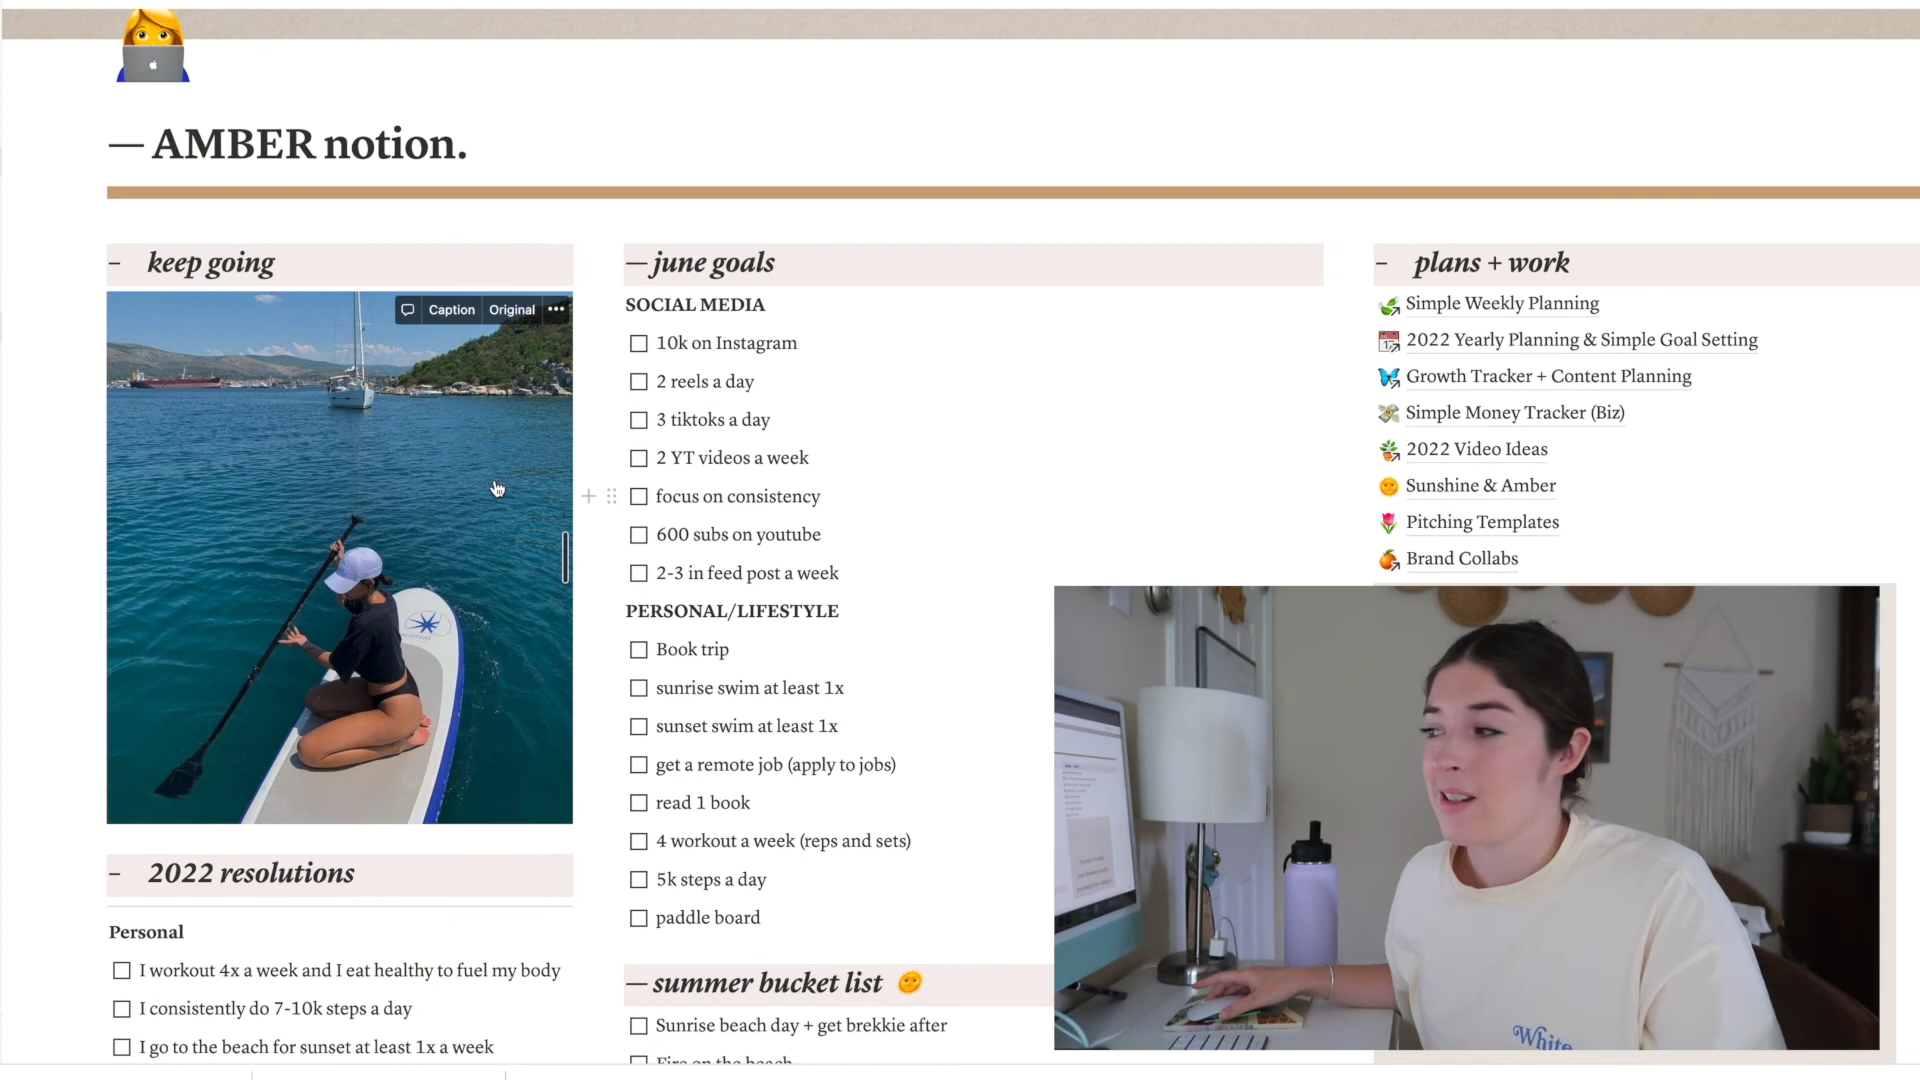 — AMBER notion.
– keep going
Caption Original •••
– 2022 resolutions
Personal
I workout 4x a week and I eat healthy to fuel my body
I consistently do 7-10k steps a day
I go to the beach for sunset at least 1x a week
— june goals
SOCIAL MEDIA
10k on Instagram
2 reels a day
3 tiktoks a day
2 YT videos a week
focus on consistency
600 subs on youtube
2-3 in feed post a week
PERSONAL/LIFESTYLE
Book trip
sunrise swim at least 1x
sunset swim at least 1x
get a remote job (apply to jobs)
read 1 book
4 workout a week (reps and sets)
5k steps a day
paddle board
— summer bucket list 🌞
Sunrise beach day + get brekkie after
Fire on the beach
– plans + work
Simple Weekly Planning
2022 Yearly Planning & Simple Goal Setting
Growth Tracker + Content Planning
Simple Money Tracker (Biz)
2022 Video Ideas
Sunshine & Amber
Pitching Templates
Brand Collabs
White